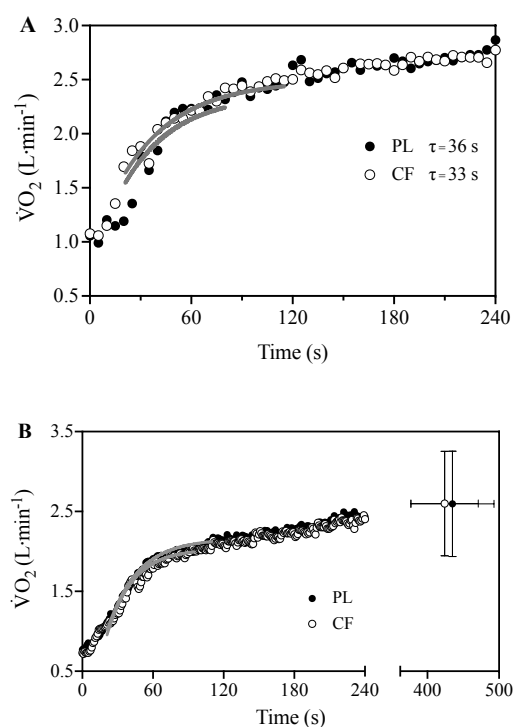 A
3.0
2.5
2.0
1.5
1.0
0.5
V̇O2 (L·min-1)
PL τ=36 s
CF τ=33 s
0 60 120 180 240
Time (s)
B
3.5
2.5
1.5
0.5
V̇O2 (L·min-1)
PL
CF
0 60 120 180 240 400 500
Time (s)